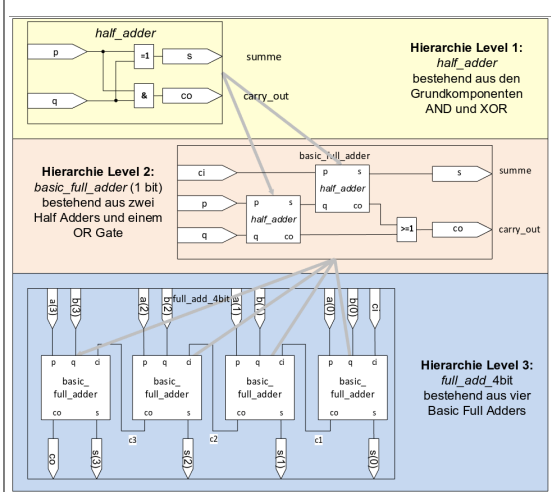 half_adder
p
=1
s
summe
q
&
co
carry_out
Hierarchie Level 1:
half_adder
bestehend aus den
Grundkomponenten
AND und XOR
Hierarchie Level 2:
basic_full_adder (1 bit)
bestehend aus zwei
Half Adders und einem
OR Gate
basic_full_adder
ci
p s
half_adder
q co
s
summe
p
p s
half_adder
q co
q
>=1
co
carry_out
full_add_4bit
a(3)
b(3)
a(2)
b(2)
a(1)
a(0)
b(0)
ci
p q ci
basic_
full_adder
co s
p q ci
basic_
full_adder
co s
p q ci
basic_
full_adder
co s
p q ci
basic_
full_adder
co s
c3
c2
c1
co
s(3)
s(2)
s(1)
s(0)
Hierarchie Level 3:
full_add_4bit
bestehend aus vier
Basic Full Adders